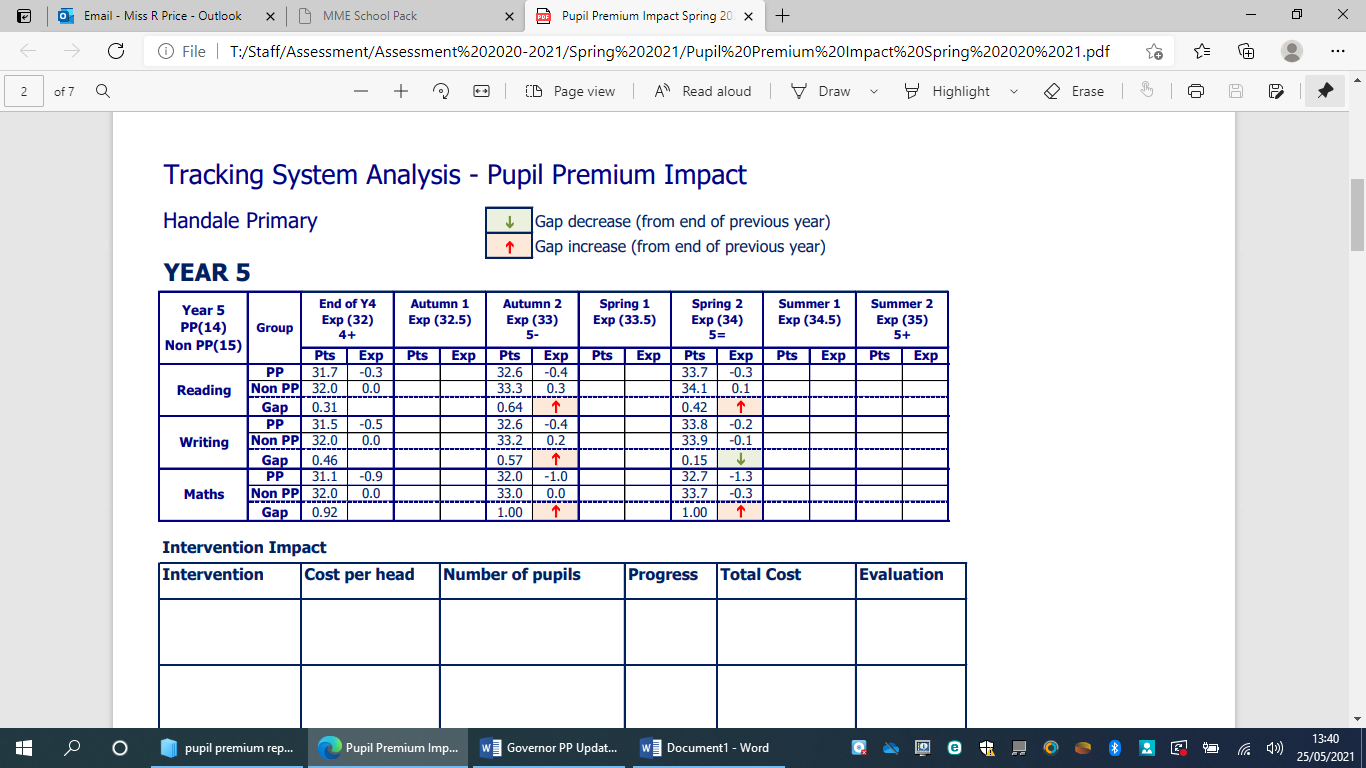 Email - Miss R Price - Outlook
MME School Pack
Pupil Premium Impact Spring 20
File T:/Staff/Assessment/Assessment%202020-2021/Spring%202021/Pupil%20Premium%20Impact%20Spring%202020%2021.pdf
2 of 7 Page view Read aloud Draw Highlight Erase
Tracking System Analysis - Pupil Premium Impact
Handale Primary
↓ Gap decrease (from end of previous year)
↑ Gap increase (from end of previous year)
YEAR 5
Year 5
PP(14)
Non PP(15)
Group
End of Y4
Exp (32)
4+
Autumn 1
Exp (32.5)
Autumn 2
Exp (33)
5-
Spring 1
Exp (33.5)
Spring 2
Exp (34)
5=
Summer 1
Exp (34.5)
Summer 2
Exp (35)
5+
Pts Exp Pts Exp Pts Exp Pts Exp Pts Exp Pts Exp Pts Exp
Reading
PP 31.7 -0.3 32.6 -0.4 33.7 -0.3
Non PP 32.0 0.0 33.3 0.3 34.1 0.1
Gap 0.31 0.64 ↑ 0.42 ↑
Writing
PP 31.5 -0.5 32.6 -0.4 33.8 -0.2
Non PP 32.0 0.0 33.2 0.2 33.9 -0.1
Gap 0.46 0.57 ↑ 0.15 ↓
Maths
PP 31.1 -0.9 32.0 -1.0 32.7 -1.3
Non PP 32.0 0.0 33.0 0.0 33.7 -0.3
Gap 0.92 1.00 ↑ 1.00 ↑
Intervention Impact
Intervention Cost per head Number of pupils Progress Total Cost Evaluation
pupil premium rep...
Pupil Premium Imp...
Governor PP Updat...
Document1 - Word
13:40
25/05/2021